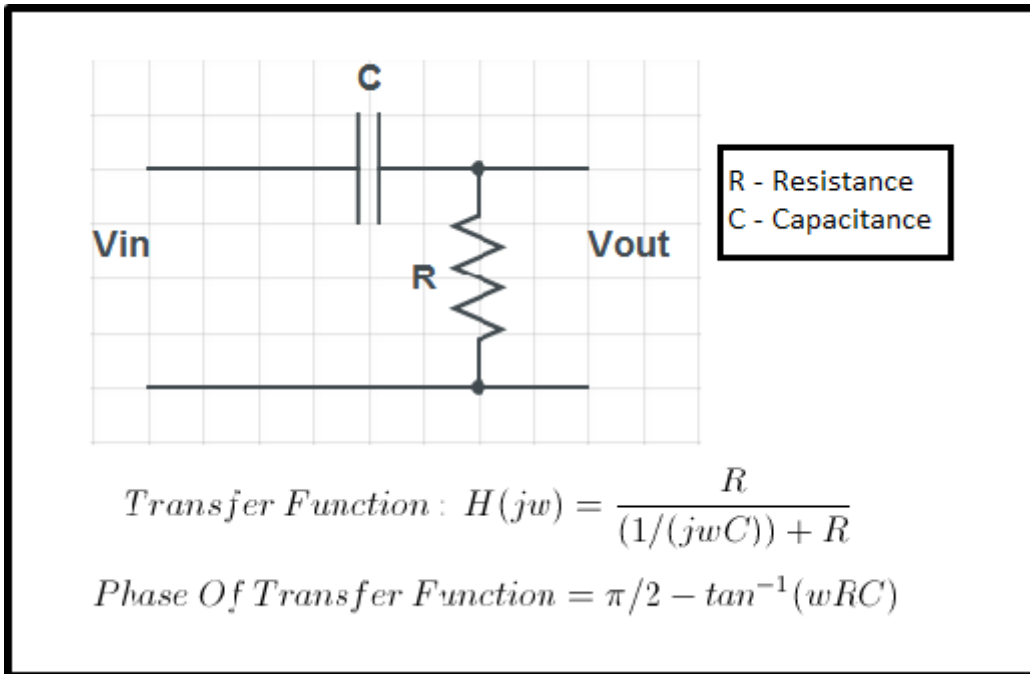 C
Vin
R
Vout
R - Resistance
C - Capacitance
Transfer Function : H(jw) = R / ((1/(jwC)) + R)
Phase Of Transfer Function = π/2 − tan⁻¹(wRC)